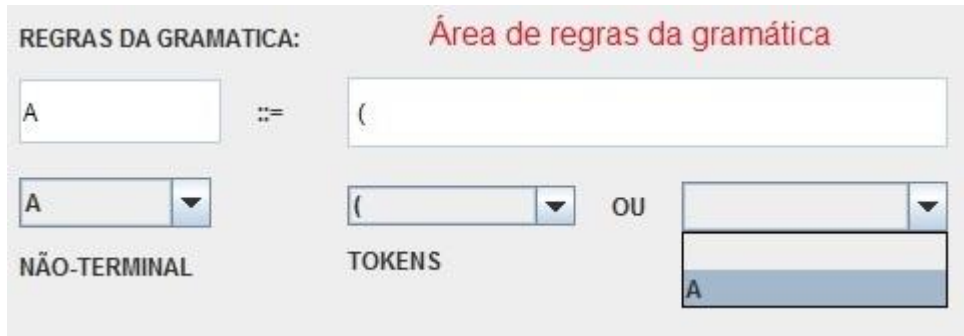 REGRAS DA GRAMATICA:
Área de regras da gramática
A ::= (
A ( OU
NÃO-TERMINAL TOKENS
A